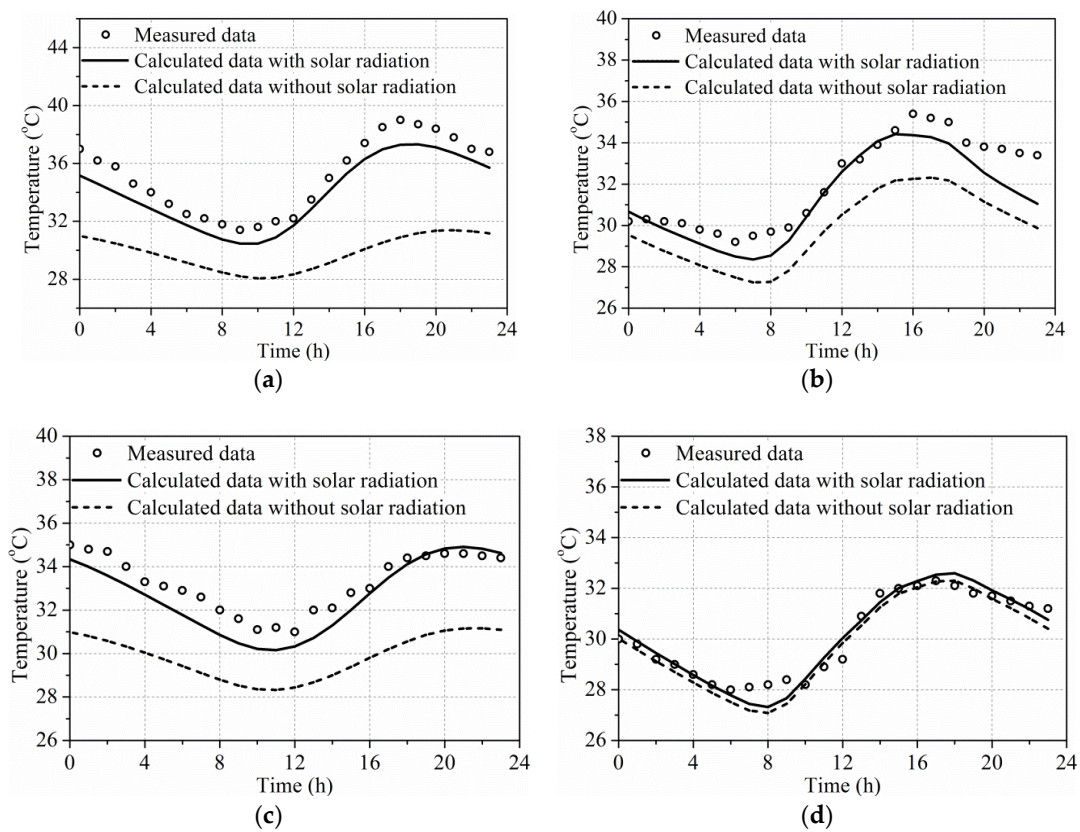 44
40
36
32
28
Temperature (°C)
Measured data
Calculated data with solar radiation
Calculated data without solar radiation
0 4 8 12 16 20 24
Time (h)
(a)
40
38
36
34
32
30
28
26
Temperature (°C)
Measured data
Calculated data with solar radiation
Calculated data without solar radiation
0 4 8 12 16 20 24
Time (h)
(b)
40
38
36
34
32
30
28
26
Temperature (°C)
Measured data
Calculated data with solar radiation
Calculated data without solar radiation
0 4 8 12 16 20 24
Time (h)
(c)
38
36
34
32
30
28
26
Temperature (°C)
Measured data
Calculated data with solar radiation
Calculated data without solar radiation
0 4 8 12 16 20 24
Time (h)
(d)